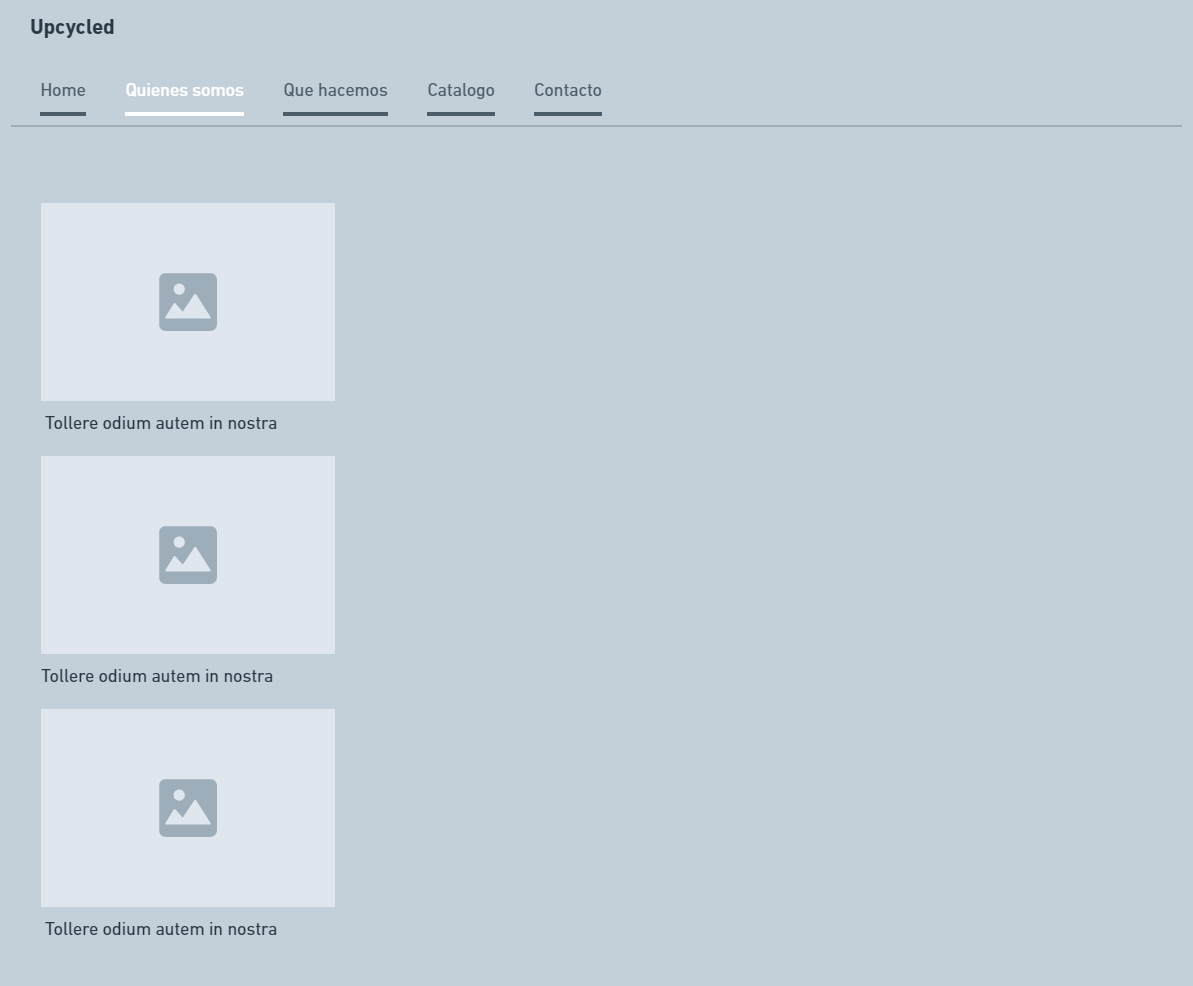 Upcycled
Home Quienes somos Que hacemos Catalogo Contacto
Tollere odium autem in nostra
Tollere odium autem in nostra
Tollere odium autem in nostra